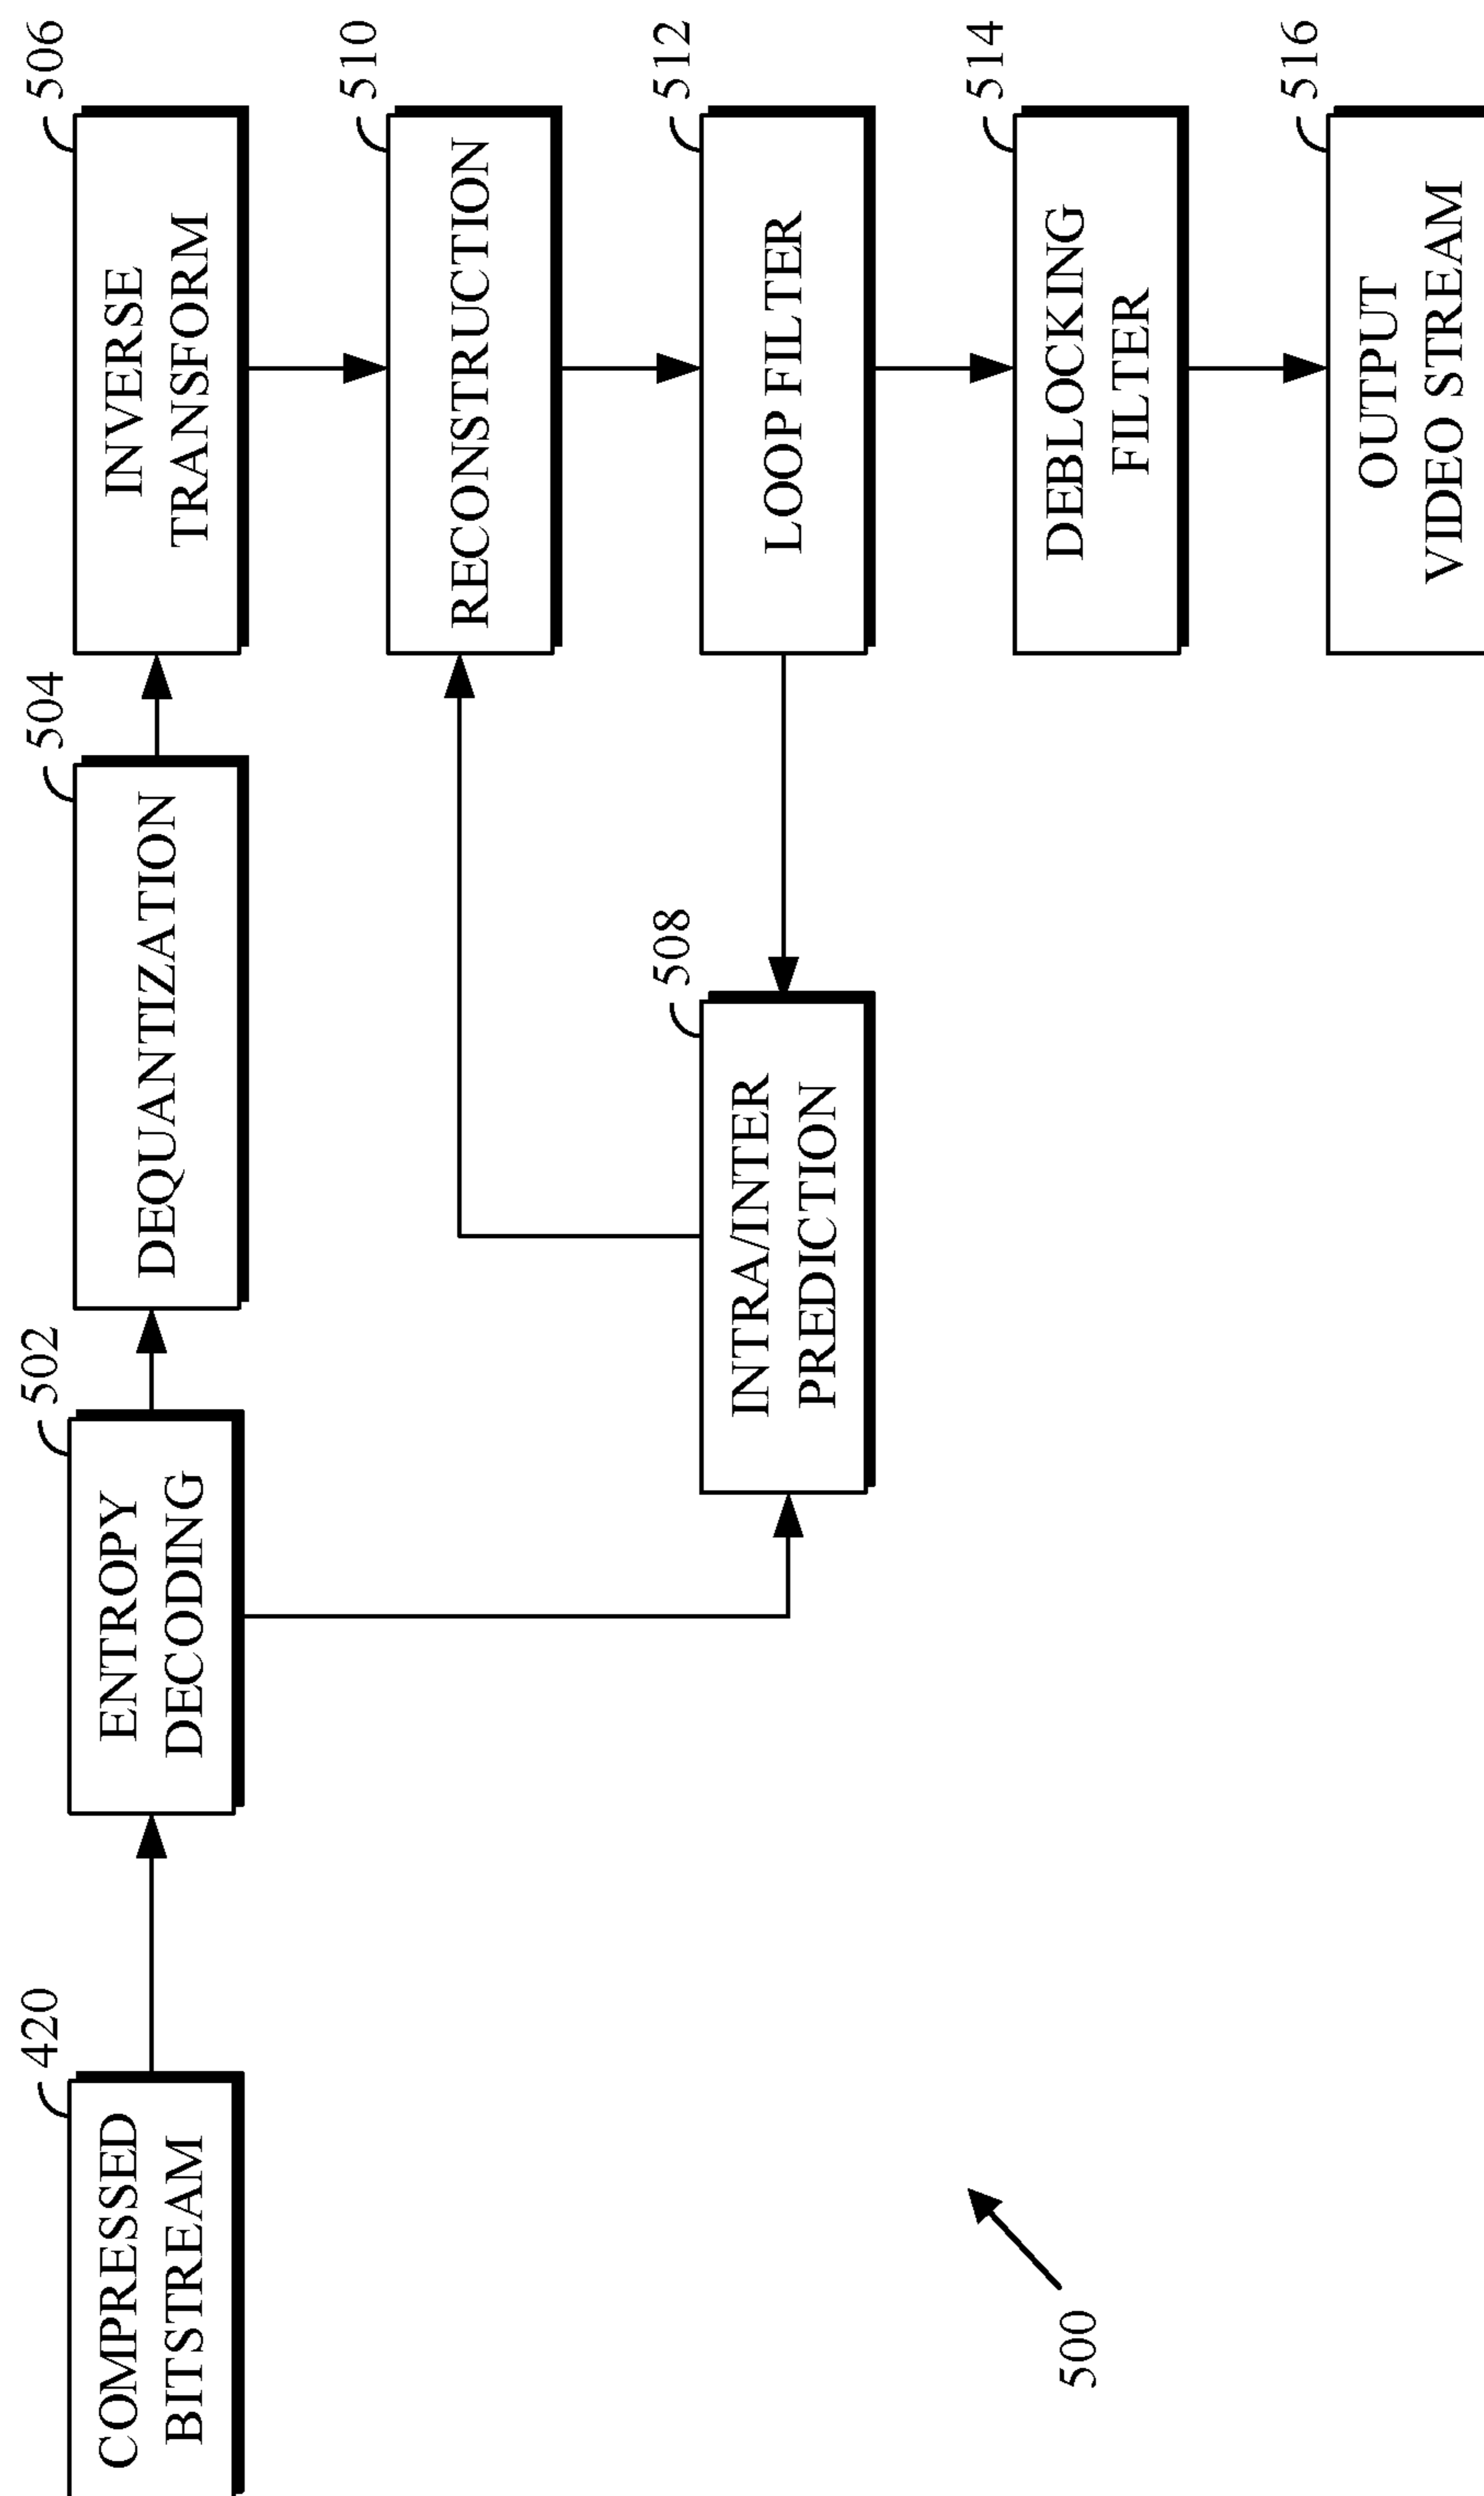 420
COMPRESSED
BITSTREAM
502
ENTROPY
DECODING
504
DEQUANTIZATION
506
INVERSE
TRANSFORM
510
RECONSTRUCTION
508
INTRA/INTER
PREDICTION
512
LOOP FILTER
514
DEBLOCKING
FILTER
516
OUTPUT
VIDEO STREAM
500